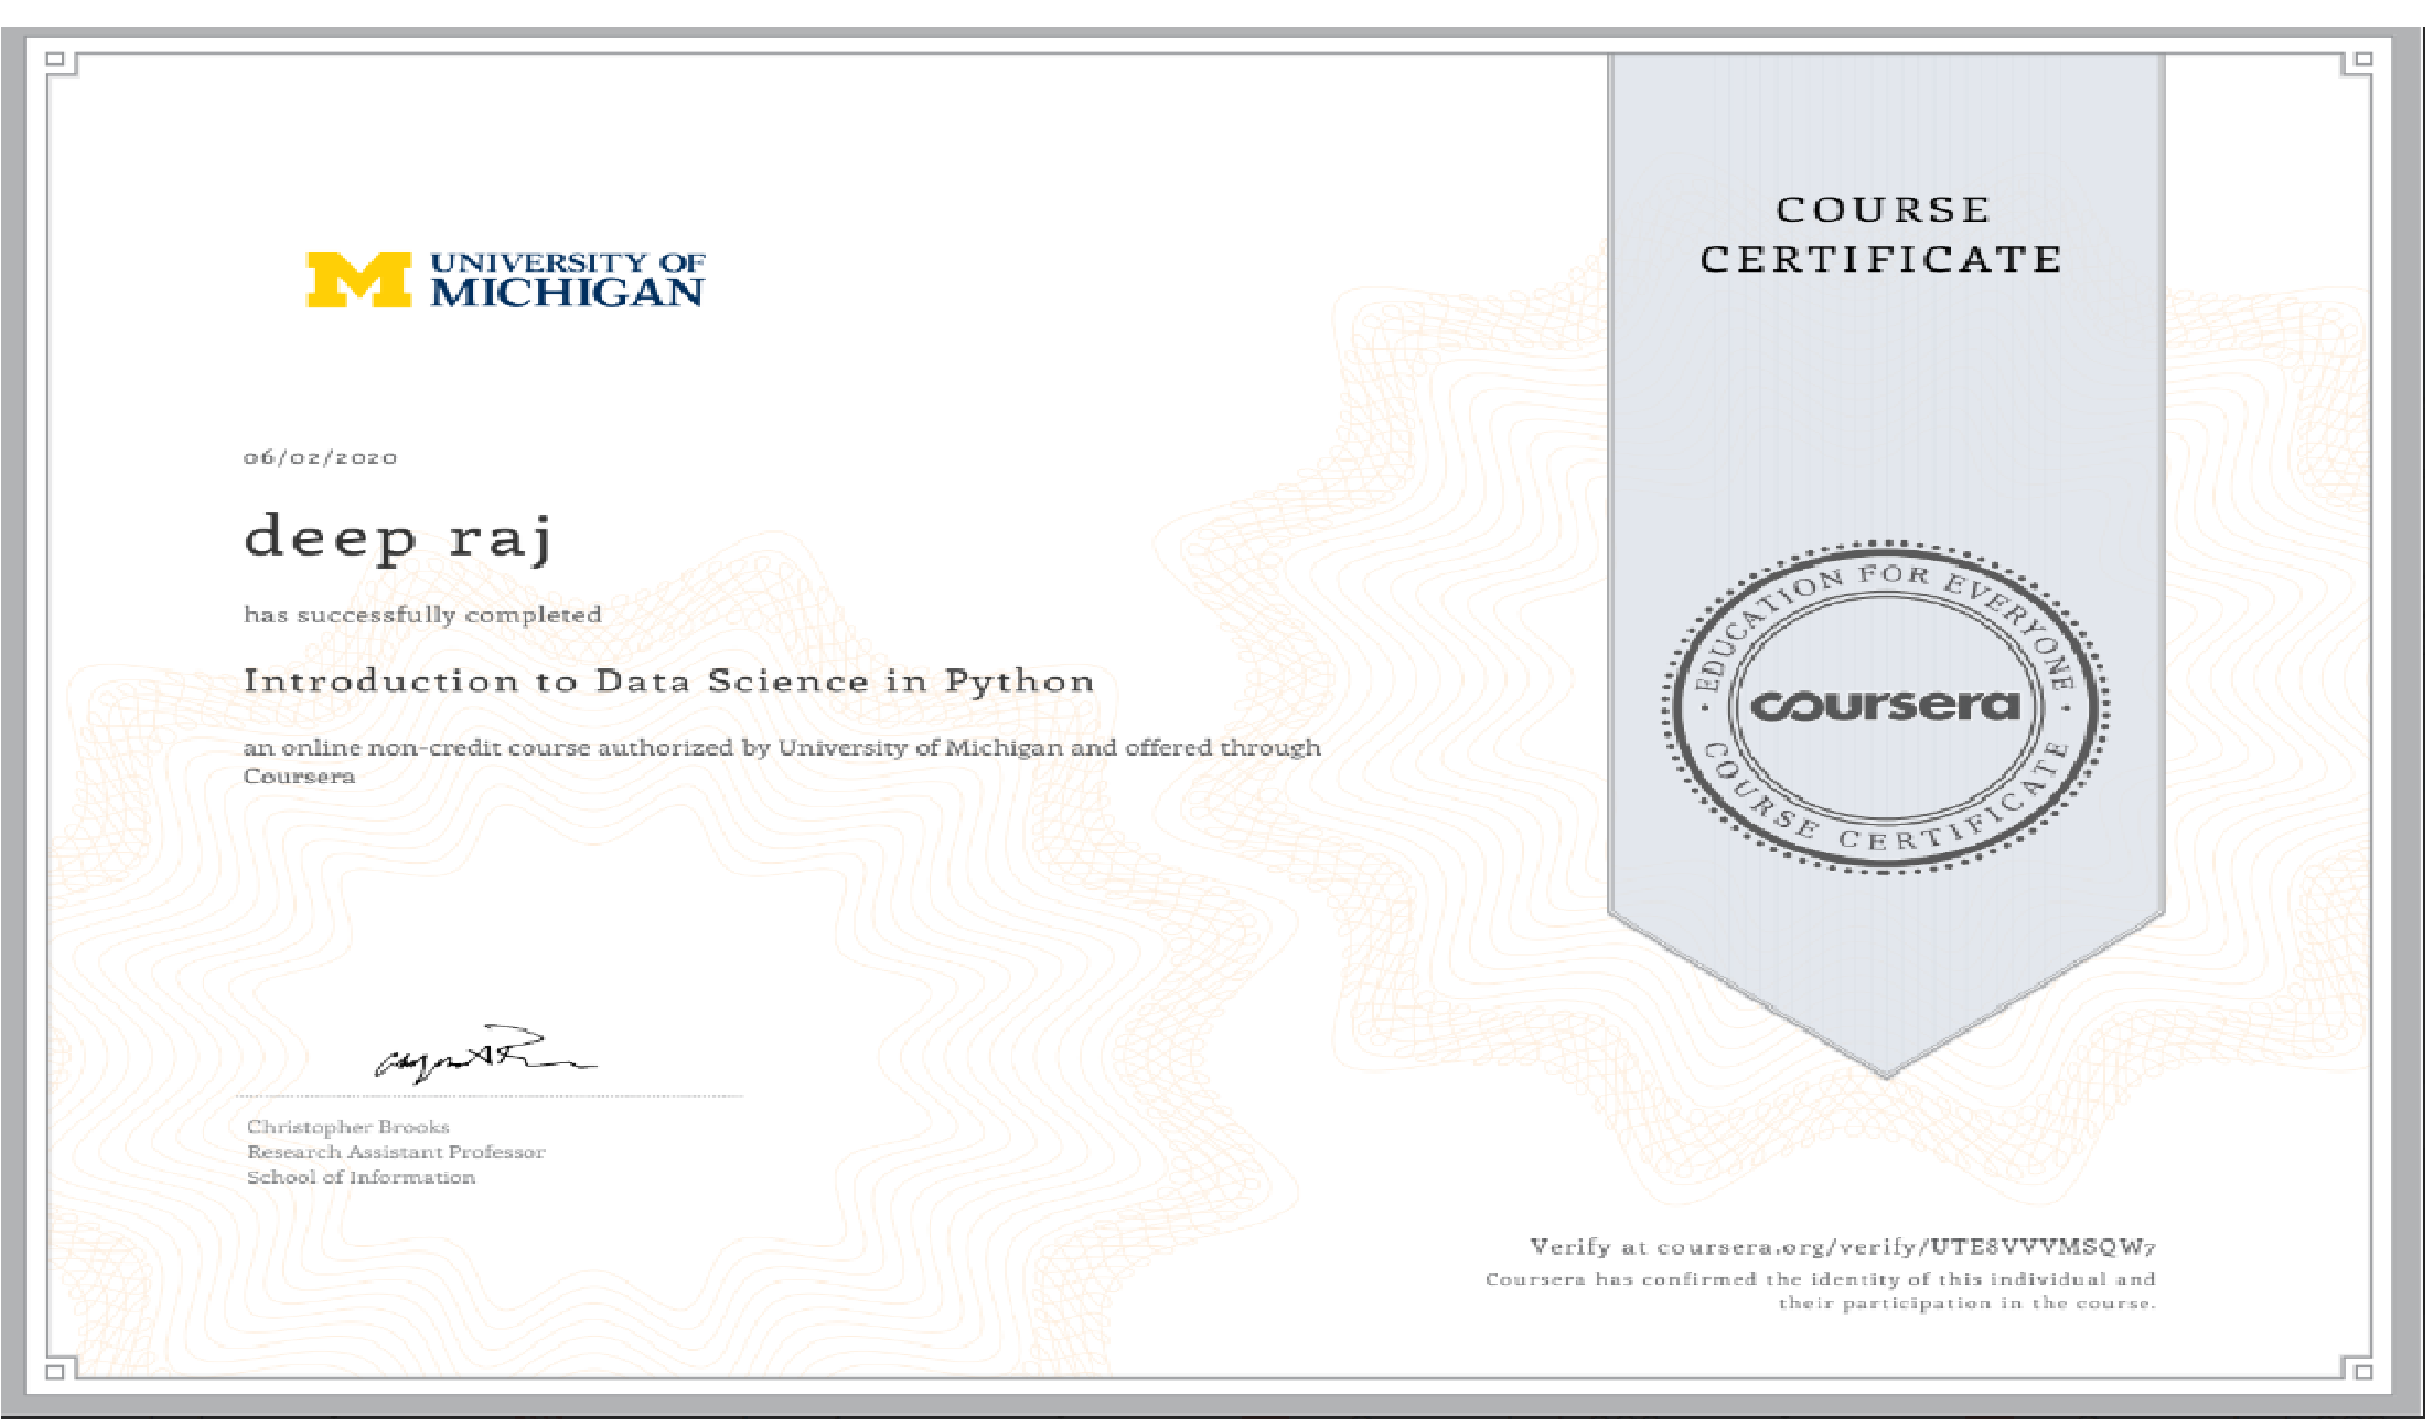 UNIVERSITY OF
MICHIGAN
06/02/2020
deep raj
has successfully completed
Introduction to Data Science in Python
an online non-credit course authorized by University of Michigan and offered through
Coursera
Christopher Brooks
Research Assistant Professor
School of Information
COURSE
CERTIFICATE
EDUCATION FOR EVERYONE
coursera
COURSE CERTIFICATE
Verify at coursera.org/verify/UTE8VVVMSQW7
Coursera has confirmed the identity of this individual and
their participation in the course.